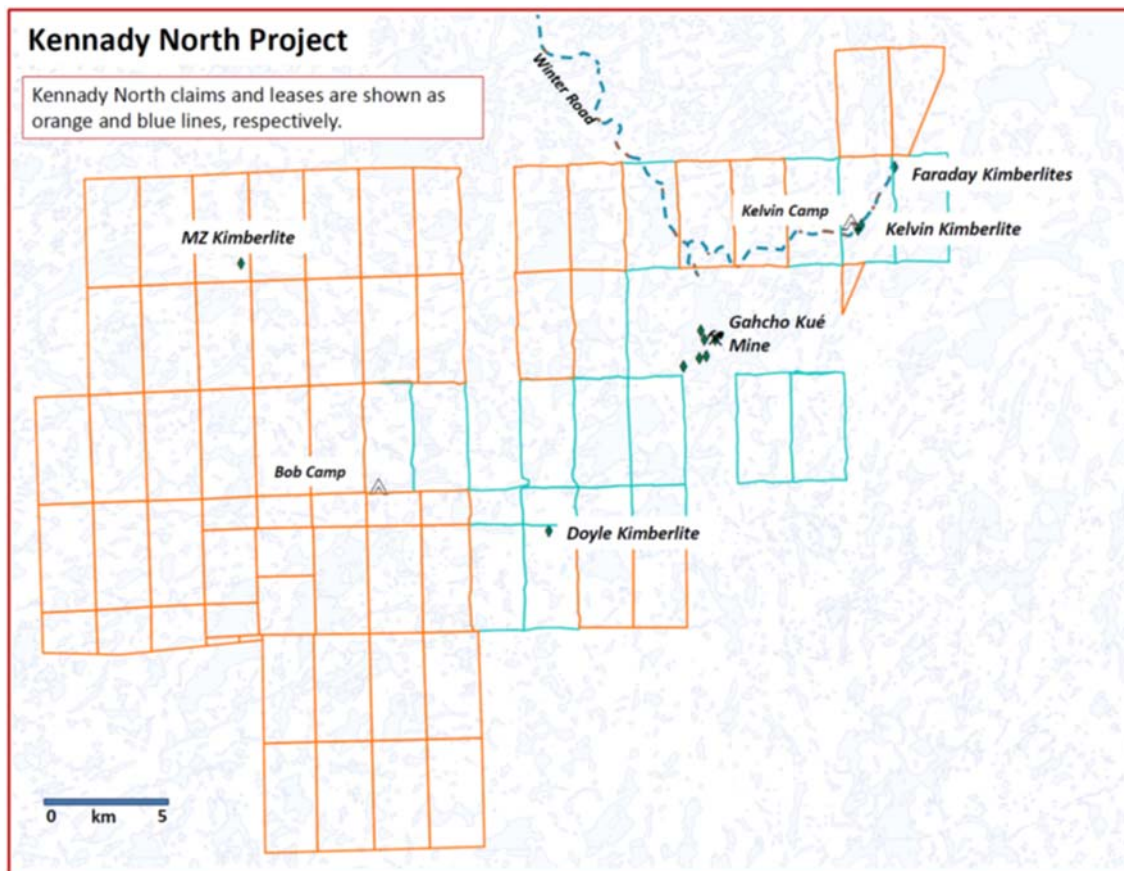 Kennady North Project
Kennady North claims and leases are shown as
orange and blue lines, respectively.
Winter Road
Faraday Kimberlites
Kelvin Camp
Kelvin Kimberlite
MZ Kimberlite
Gahcho Kué
Mine
Bob Camp
Doyle Kimberlite
0 km 5